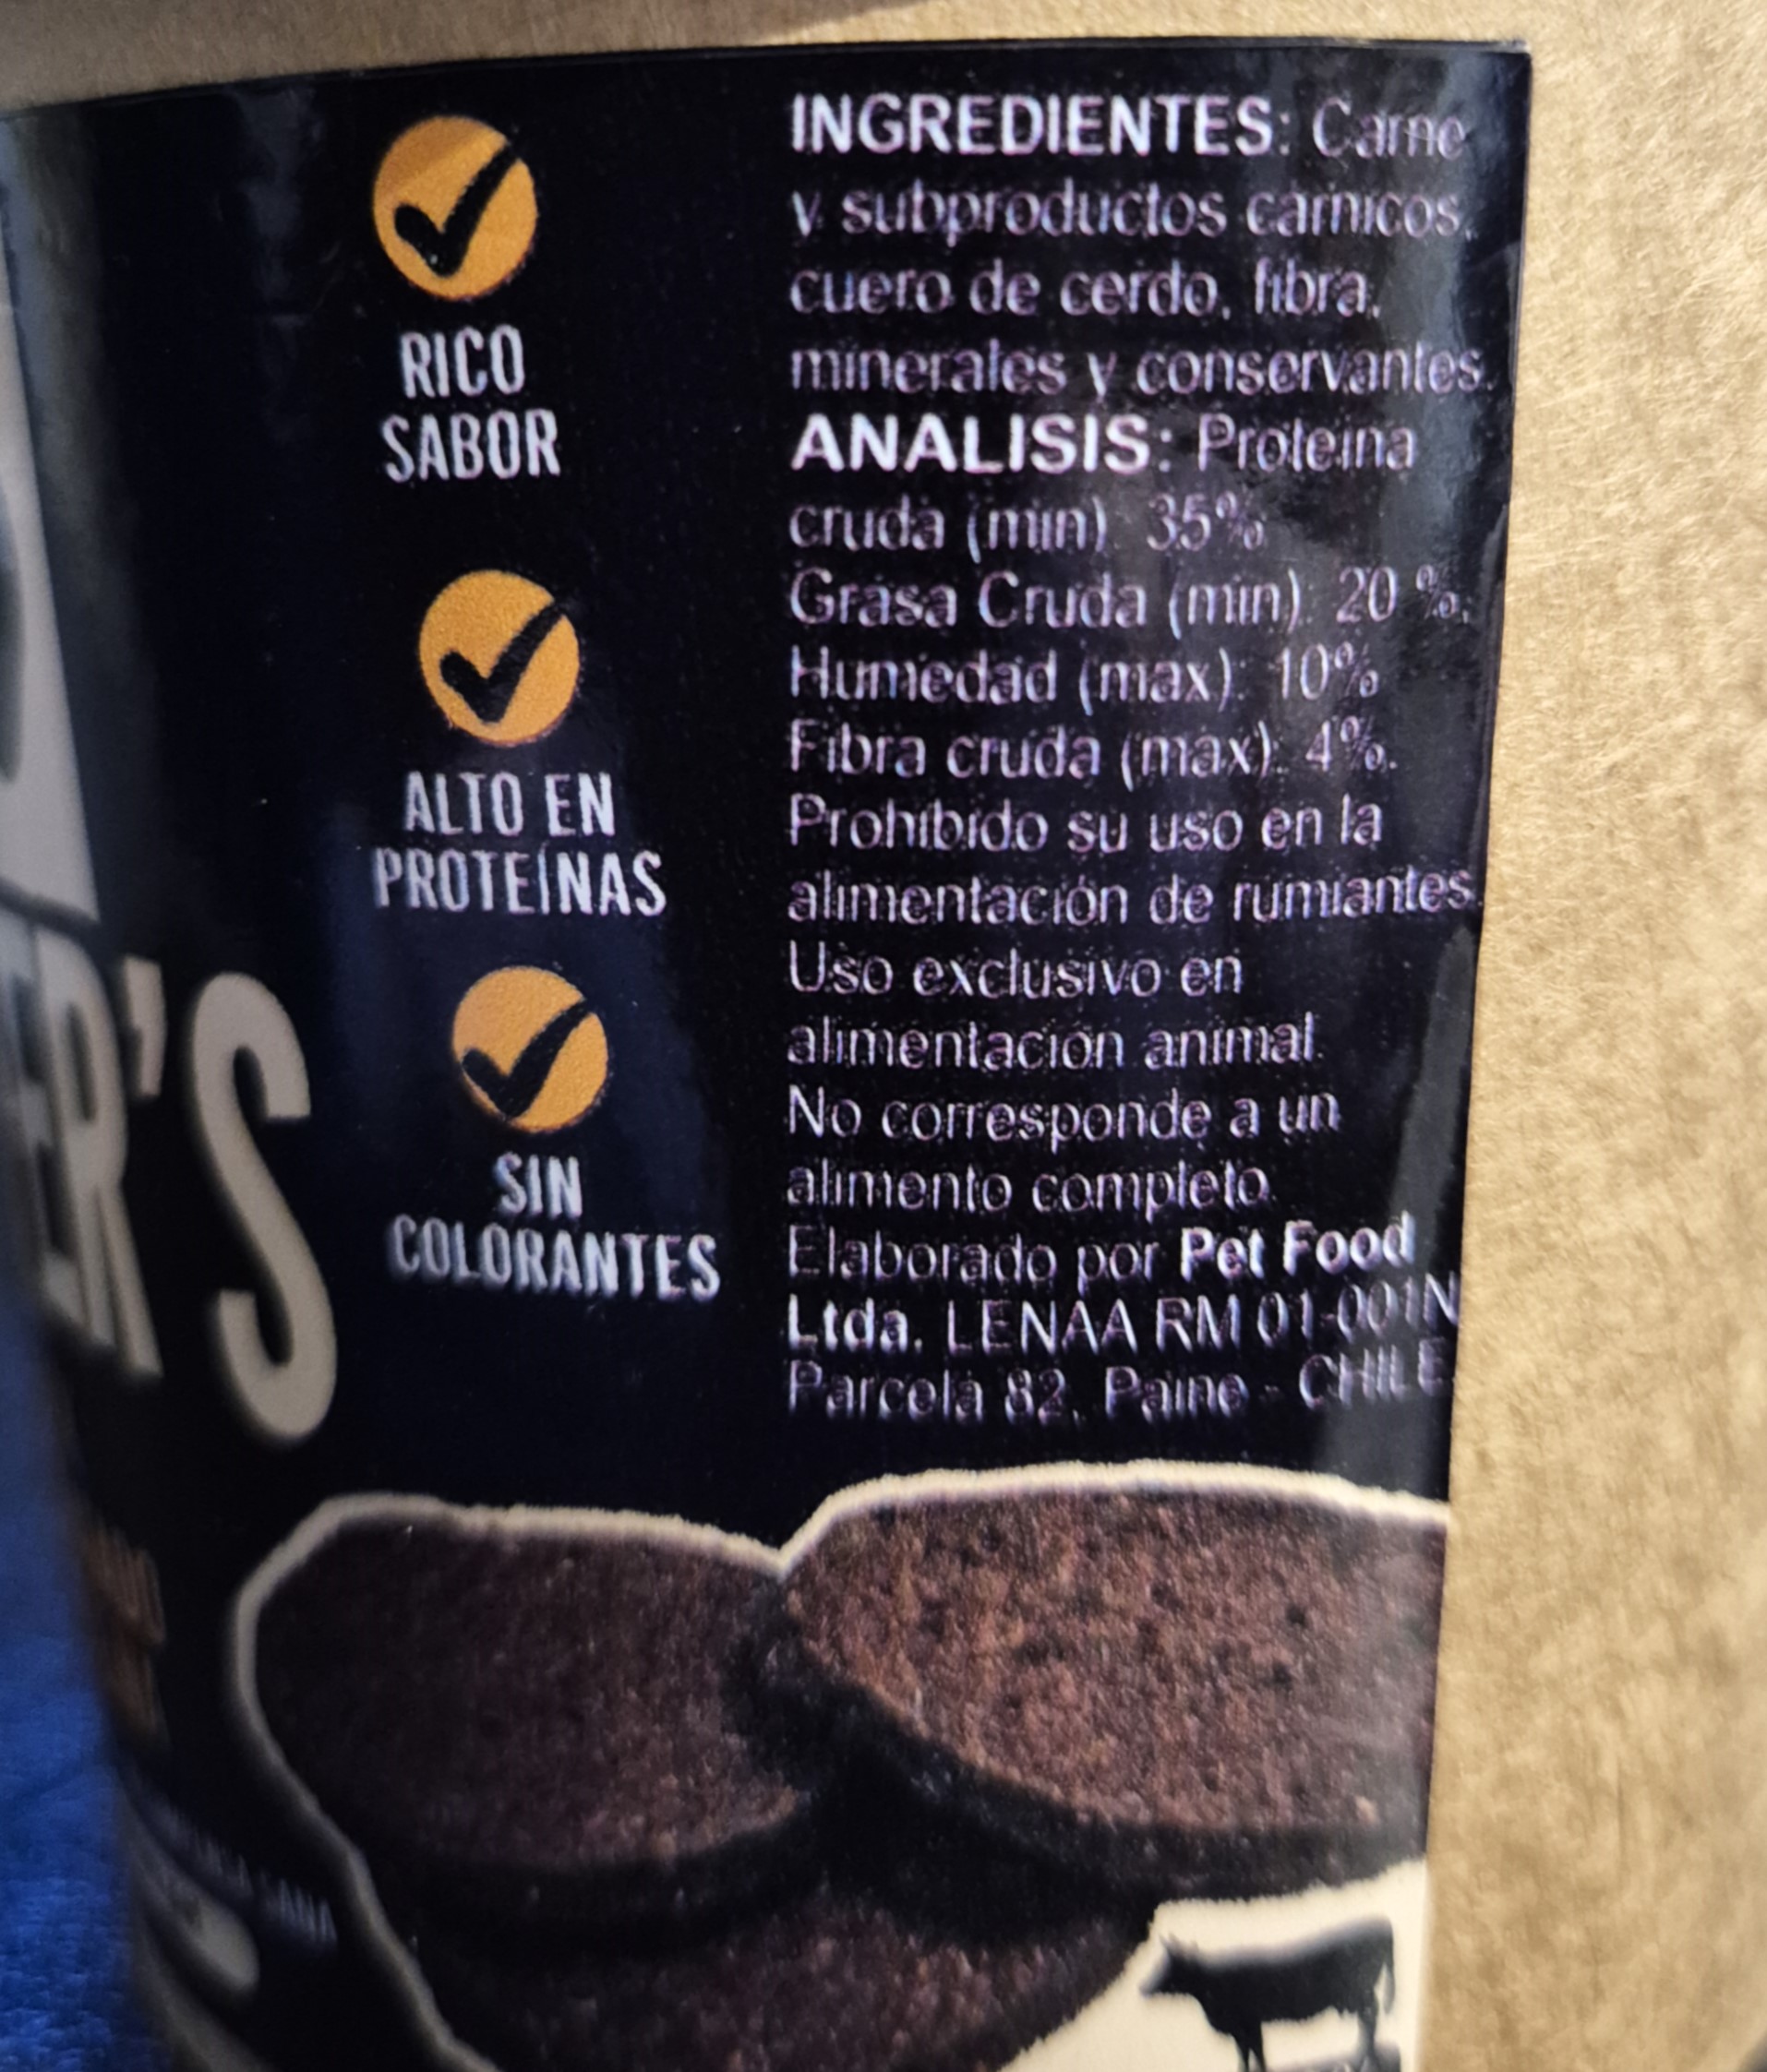 RICO
SABOR
ALTO EN
PROTEÍNAS
SIN
COLORANTES
ER'S
INGREDIENTES: Carne
y subproductos carnicos,
cuero de cerdo, fibra,
minerales y conservantes.
ANALISIS: Proteina
cruda (min): 35%
Grasa Cruda (min): 20 %.
Humedad (max): 10%
Fibra cruda (max): 4%.
Prohibido su uso en la
alimentación de rumiantes.
Uso exclusivo en
alimentación animal.
No corresponde a un
alimento completo.
Elaborado por Pet Food
Ltda. LENAA RM 01-001N
Parcela 82, Paine - CHILE